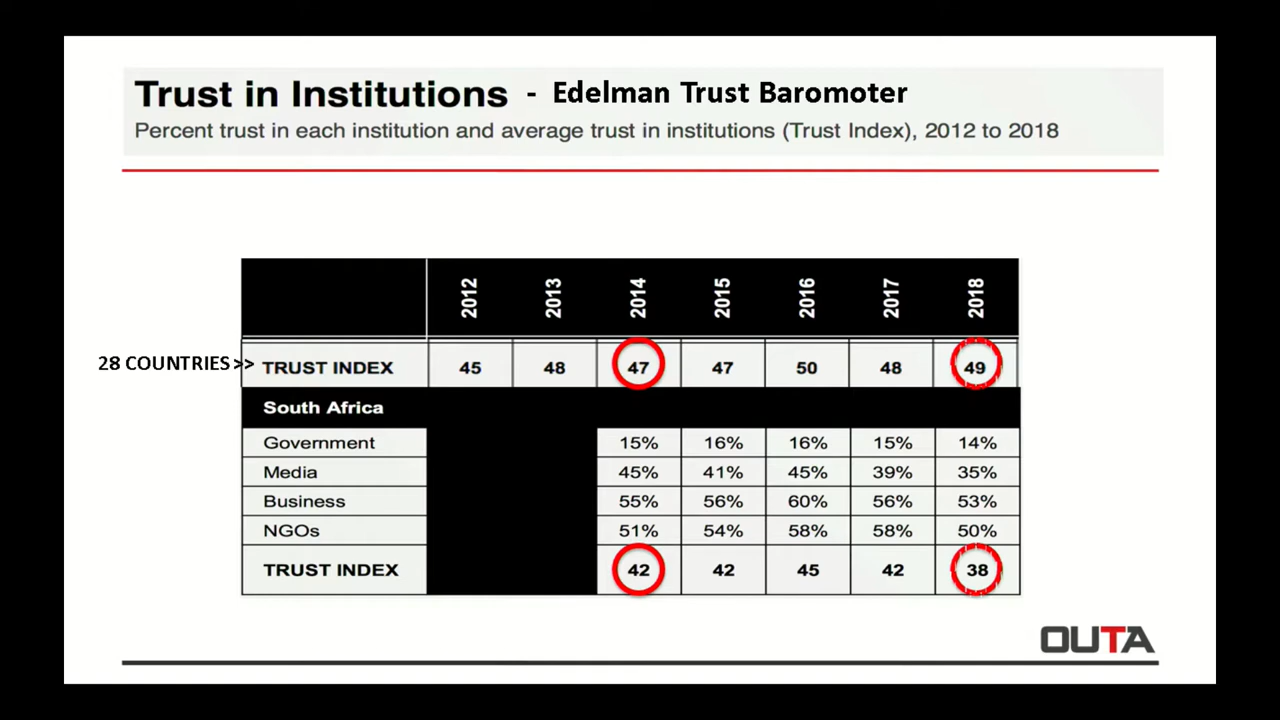 Trust in Institutions - Edelman Trust Baromoter
Percent trust in each institution and average trust in institutions (Trust Index), 2012 to 2018
2012 2013 2014 2015 2016 2017 2018
28 COUNTRIES >> TRUST INDEX 45 48 47 47 50 48 49
South Africa
Government 15% 16% 16% 15% 14%
Media 45% 41% 45% 39% 35%
Business 55% 56% 60% 56% 53%
NGOs 51% 54% 58% 58% 50%
TRUST INDEX 42 42 45 42 38
OUTA